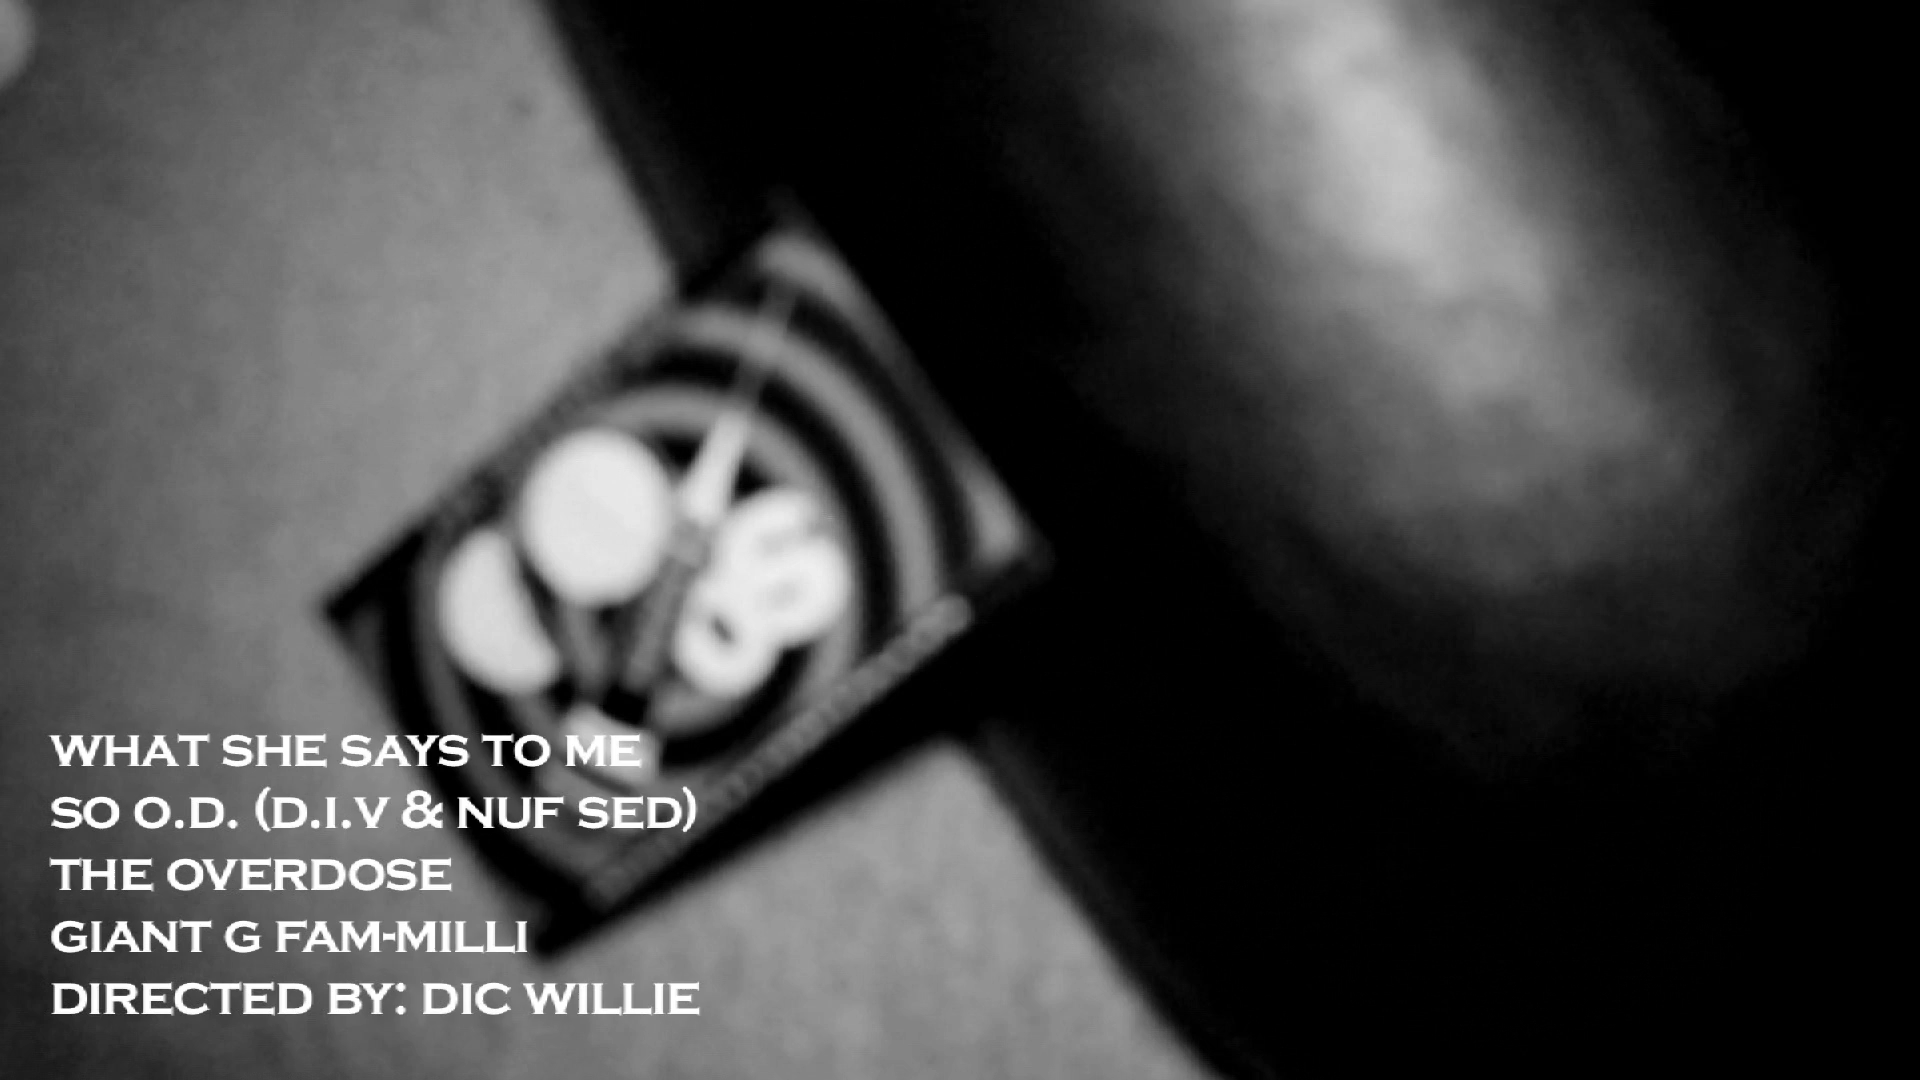 WHAT SHE SAYS TO ME
SO O.D. (D.I.V & NUF SED)
THE OVERDOSE
GIANT G FAM-MILLI
DIRECTED BY: DIC WILLIE